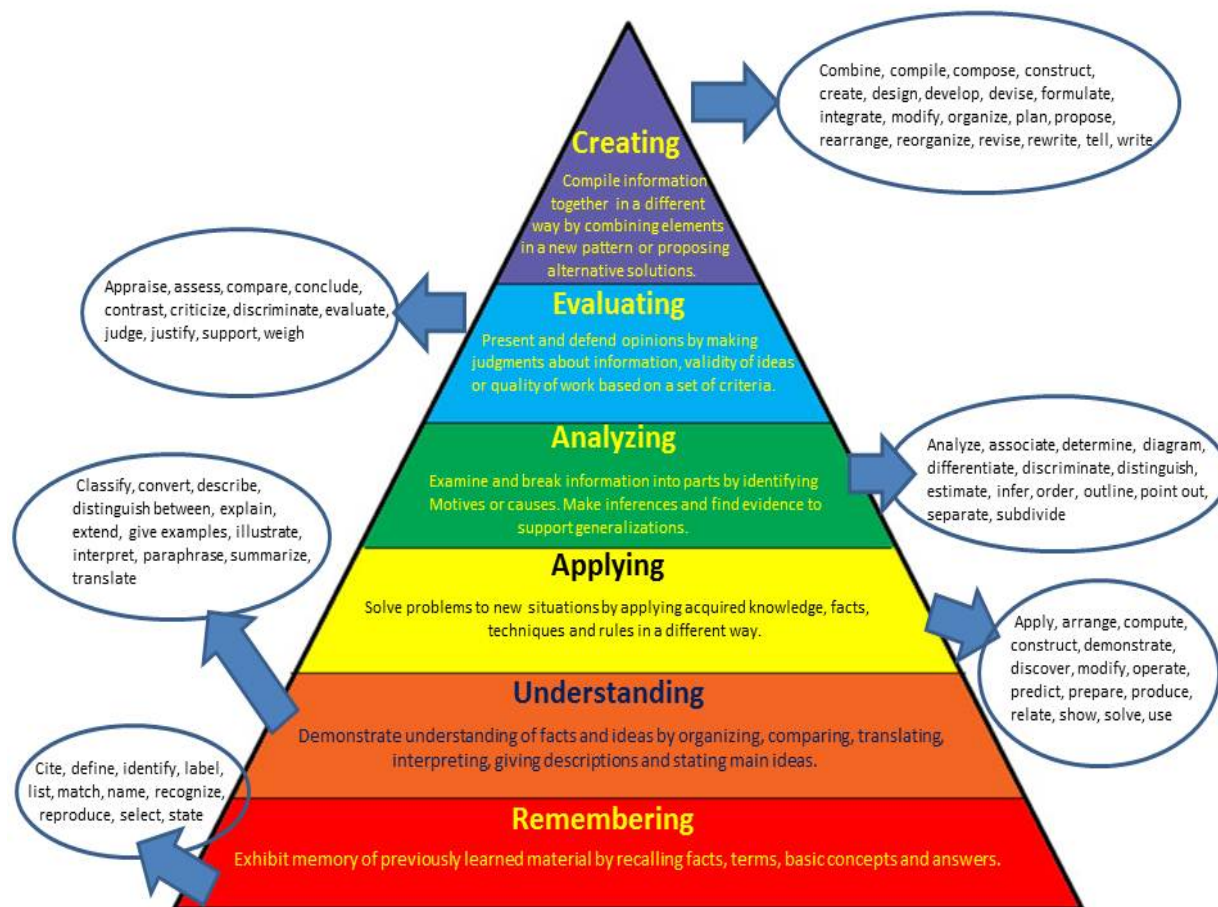 Combine, compile, compose, construct,
create, design, develop, devise, formulate,
integrate, modify, organize, plan, propose,
rearrange, reorganize, revise, rewrite, tell, write
Creating
Compile information
together in a different
way by combining elements
in a new pattern or proposing
alternative solutions.
Appraise, assess, compare, conclude,
contrast, criticize, discriminate, evaluate,
judge, justify, support, weigh
Evaluating
Present and defend opinions by making
judgments about information, validity of ideas
or quality of work based on a set of criteria.
Analyzing
Examine and break information into parts by identifying
Motives or causes. Make inferences and find evidence to
support generalizations.
Analyze, associate, determine, diagram,
differentiate, discriminate, distinguish,
estimate, infer, order, outline, point out,
separate, subdivide
Classify, convert, describe,
distinguish between, explain,
extend, give examples, illustrate,
interpret, paraphrase, summarize,
translate
Applying
Solve problems to new situations by applying acquired knowledge, facts,
techniques and rules in a different way.
Apply, arrange, compute,
construct, demonstrate,
discover, modify, operate,
predict, prepare, produce,
relate, show, solve, use
Understanding
Demonstrate understanding of facts and ideas by organizing, comparing, translating,
interpreting, giving descriptions and stating main ideas.
Cite, define, identify, label,
list, match, name, recognize,
reproduce, select, state
Remembering
Exhibit memory of previously learned material by recalling facts, terms, basic concepts and answers.